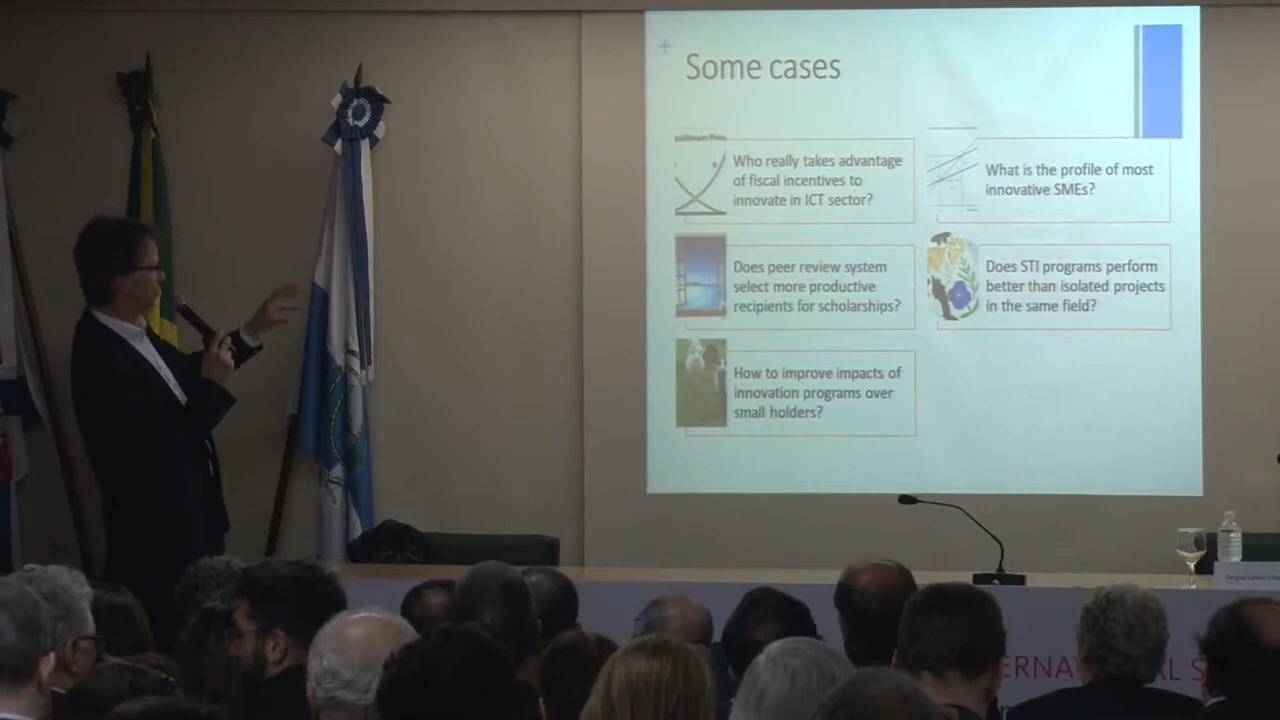 Some cases
Who really takes advantage
of fiscal incentives to
innovate in ICT sector?
What is the profile of most
innovative SMEs?
Does peer review system
select more productive
recipients for scholarships?
Does STI programs perform
better than isolated projects
in the same field?
How to improve impacts of
innovation programs over
small holders?
ERNAT AL S